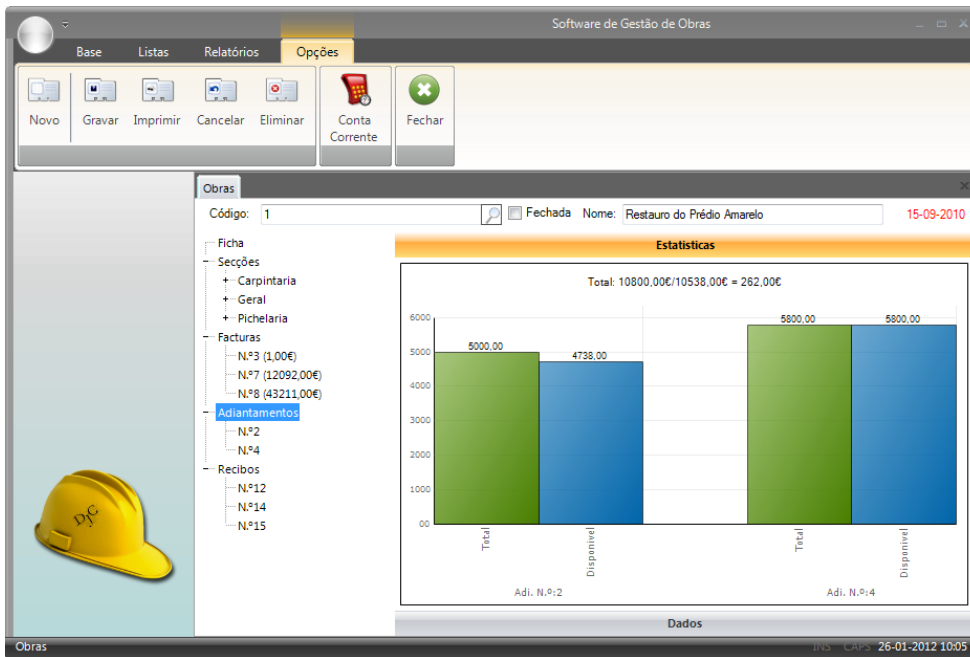 Software de Gestão de Obras
Base Listas Relatórios Opções
Novo Gravar Imprimir Cancelar Eliminar Conta Corrente Fechar
Obras
Código: 1 Fechada Nome: Restauro do Prédio Amarelo 15-09-2010
Ficha
Secções
Carpintaria
Geral
Pichelaria
Facturas
N.º3 (1,00€)
N.º7 (12092,00€)
N.º8 (43211,00€)
Adiantamentos
N.º2
N.º4
Recibos
N.º12
N.º14
N.º15
Estatisticas
Total: 10800,00€/10538,00€ = 262,00€
6000
5000
4000
3000
2000
1000
00
5000,00 4738,00 5800,00 5800,00
Total Disponivel Total Disponivel
Adi. N.º:2 Adi. N.º:4
Dados
DJC
Obras INS CAPS 26-01-2012 10:05